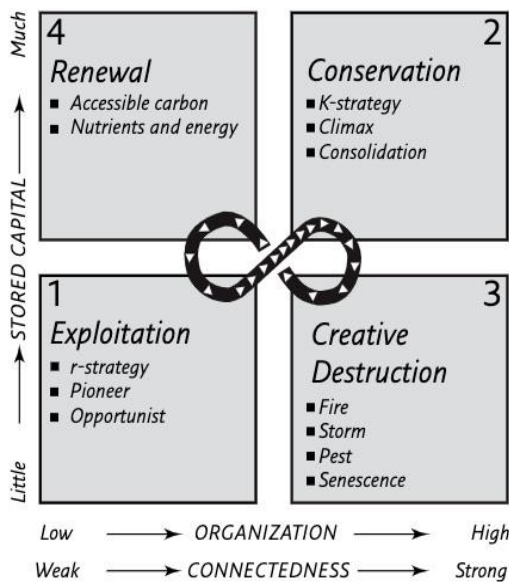 4
Renewal
Accessible carbon
Nutrients and energy
2
Conservation
K-strategy
Climax
Consolidation
1
Exploitation
r-strategy
Pioneer
Opportunist
3
Creative
Destruction
Fire
Storm
Pest
Senescence
Much
STORED CAPITAL
Little
Low ORGANIZATION High
Weak CONNECTEDNESS Strong